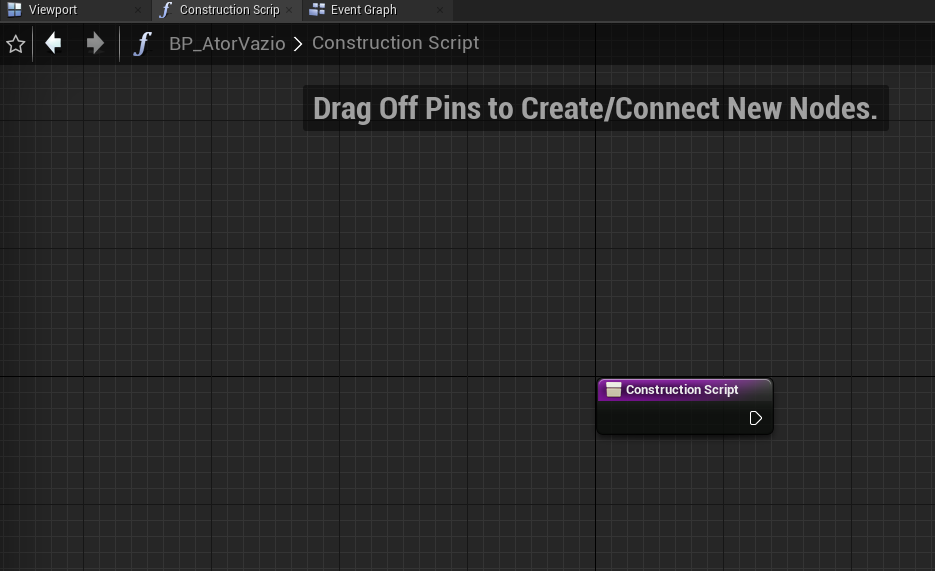 Viewport
Construction Scrip
Event Graph
BP_AtorVazio > Construction Script
Drag Off Pins to Create/Connect New Nodes.
Construction Script